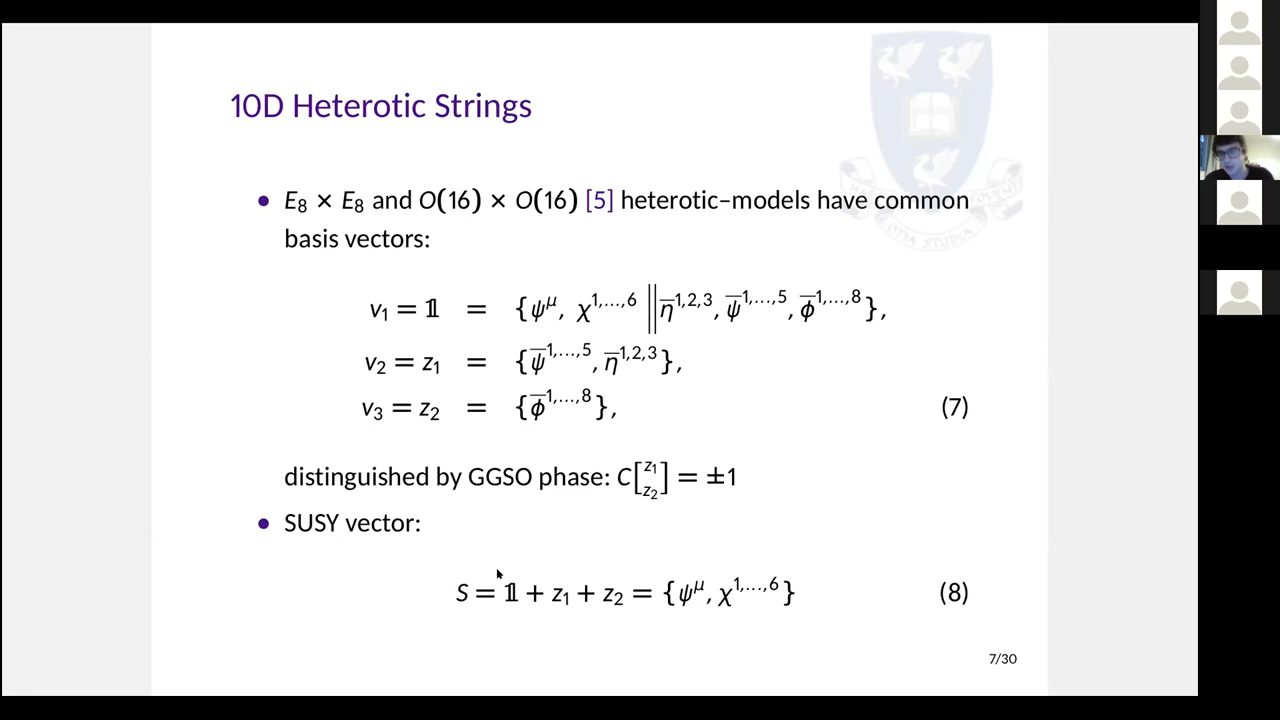 10D Heterotic Strings
• E₈ × E₈ and O(16) × O(16) [5] heterotic–models have common
basis vectors:
v₁ = 𝟙 = {ψ^μ, χ^{1,...,6} || η̄^{1,2,3}, ψ̄^{1,...,5}, ϕ̄^{1,...,8}},
v₂ = z₁ = {ψ̄^{1,...,5}, η̄^{1,2,3}},
v₃ = z₂ = {ϕ̄^{1,...,8}}, (7)
distinguished by GGSO phase: C[z₁ z₂] = ±1
• SUSY vector:
S = 𝟙 + z₁ + z₂ = {ψ^μ, χ^{1,...,6}} (8)
7/30